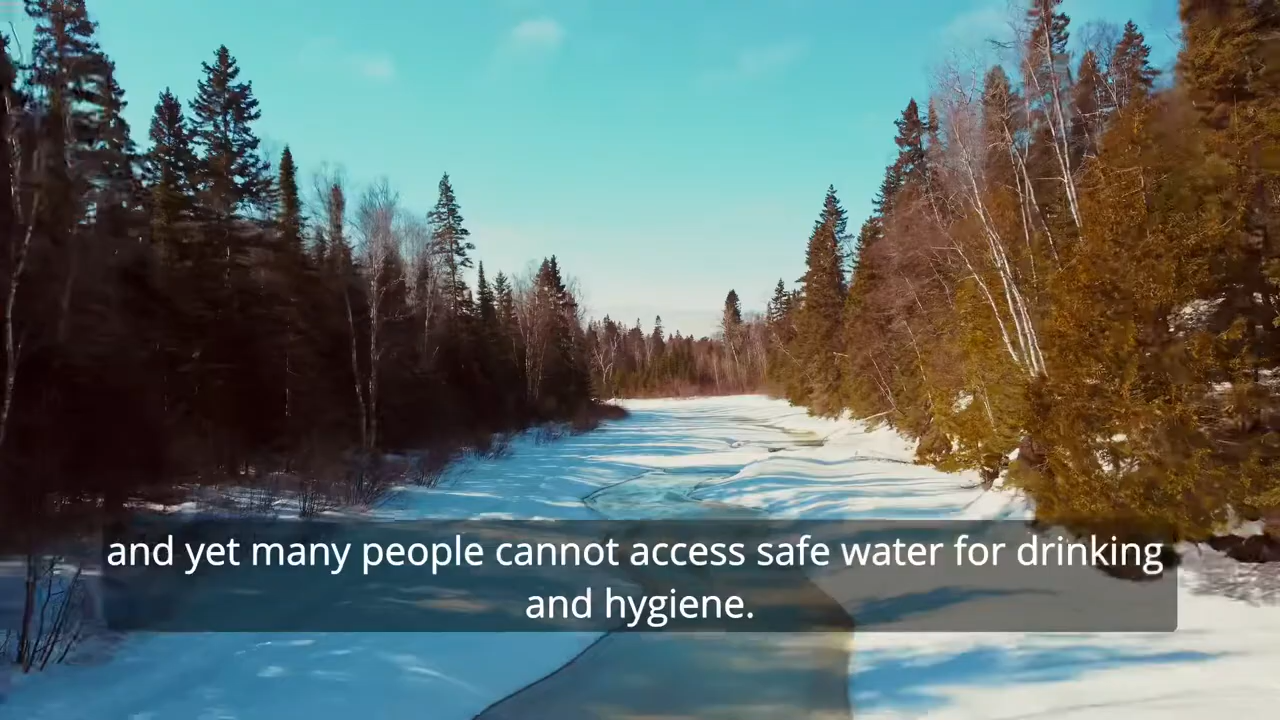 and yet many people cannot access safe water for drinking
and hygiene.